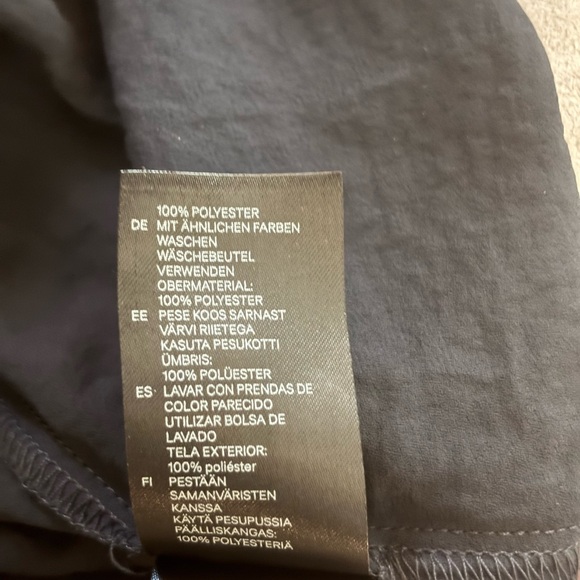 100% POLYESTER
DE MIT ÄHNLICHEN FARBEN
WASCHEN
WÄSCHEBEUTEL
VERWENDEN
OBERMATERIAL:
100% POLYESTER
EE PESE KOOS SARNAST
VÄRVI RIIETEGA
KASUTA PESUKOTTI
ÜMBRIS:
100% POLÜESTER
ES LAVAR CON PRENDAS DE
COLOR PARECIDO
UTILIZAR BOLSA DE
LAVADO
TELA EXTERIOR:
100% poliéster
FI PESTÄÄN
SAMANVÄRISTEN
KANSSA
KÄYTÄ PESUPUSSIA
PÄÄLLISKANGAS:
100% POLYESTERIÄ